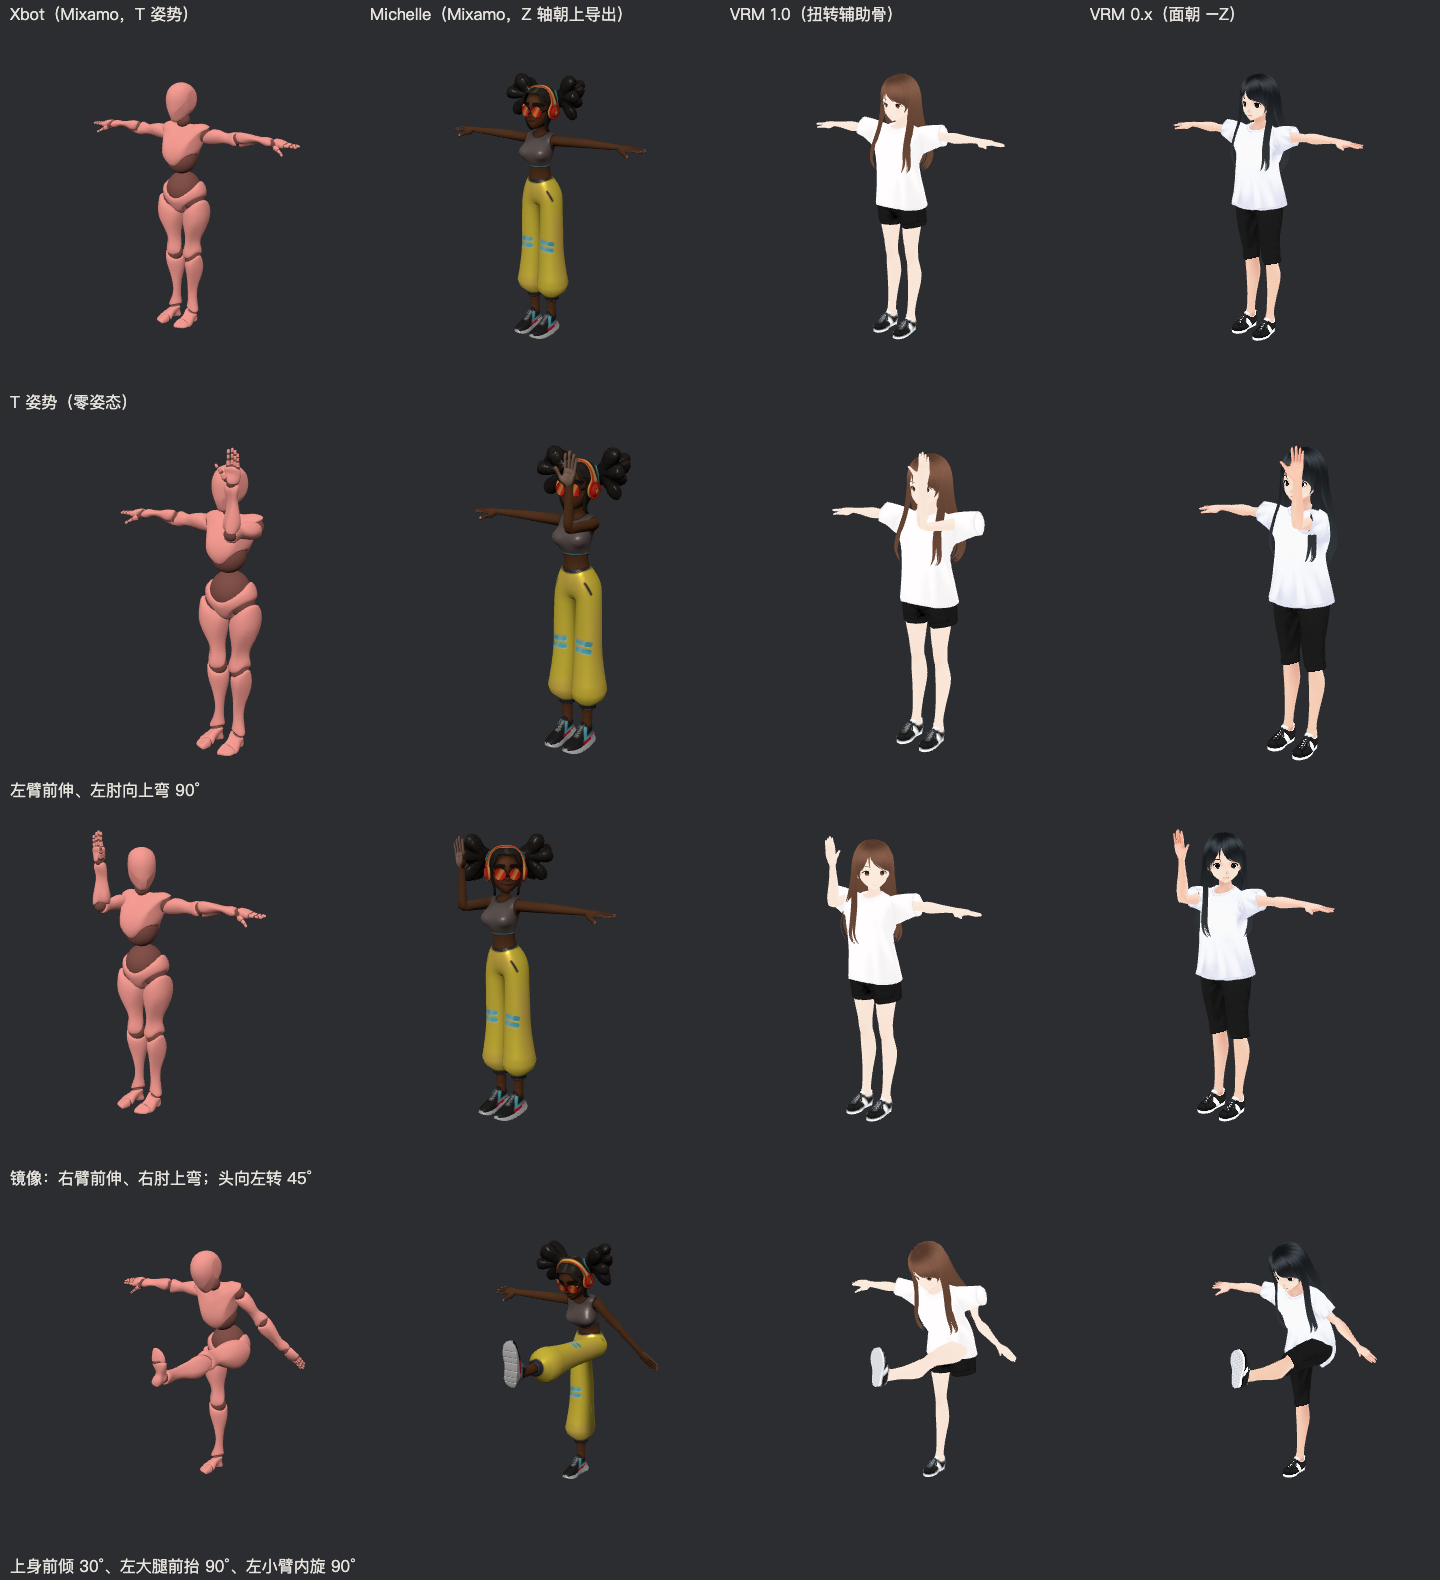 Xbot（Mixamo，T 姿势）
Michelle（Mixamo，Z 轴朝上导出）
VRM 1.0（扭转辅助骨）
VRM 0.x（面朝 −Z）
T 姿势（零姿态）
左臂前伸、左肘向上弯 90°
镜像：右臂前伸、右肘上弯；头向左转 45°
上身前倾 30°、左大腿前抬 90°、左小臂内旋 90°